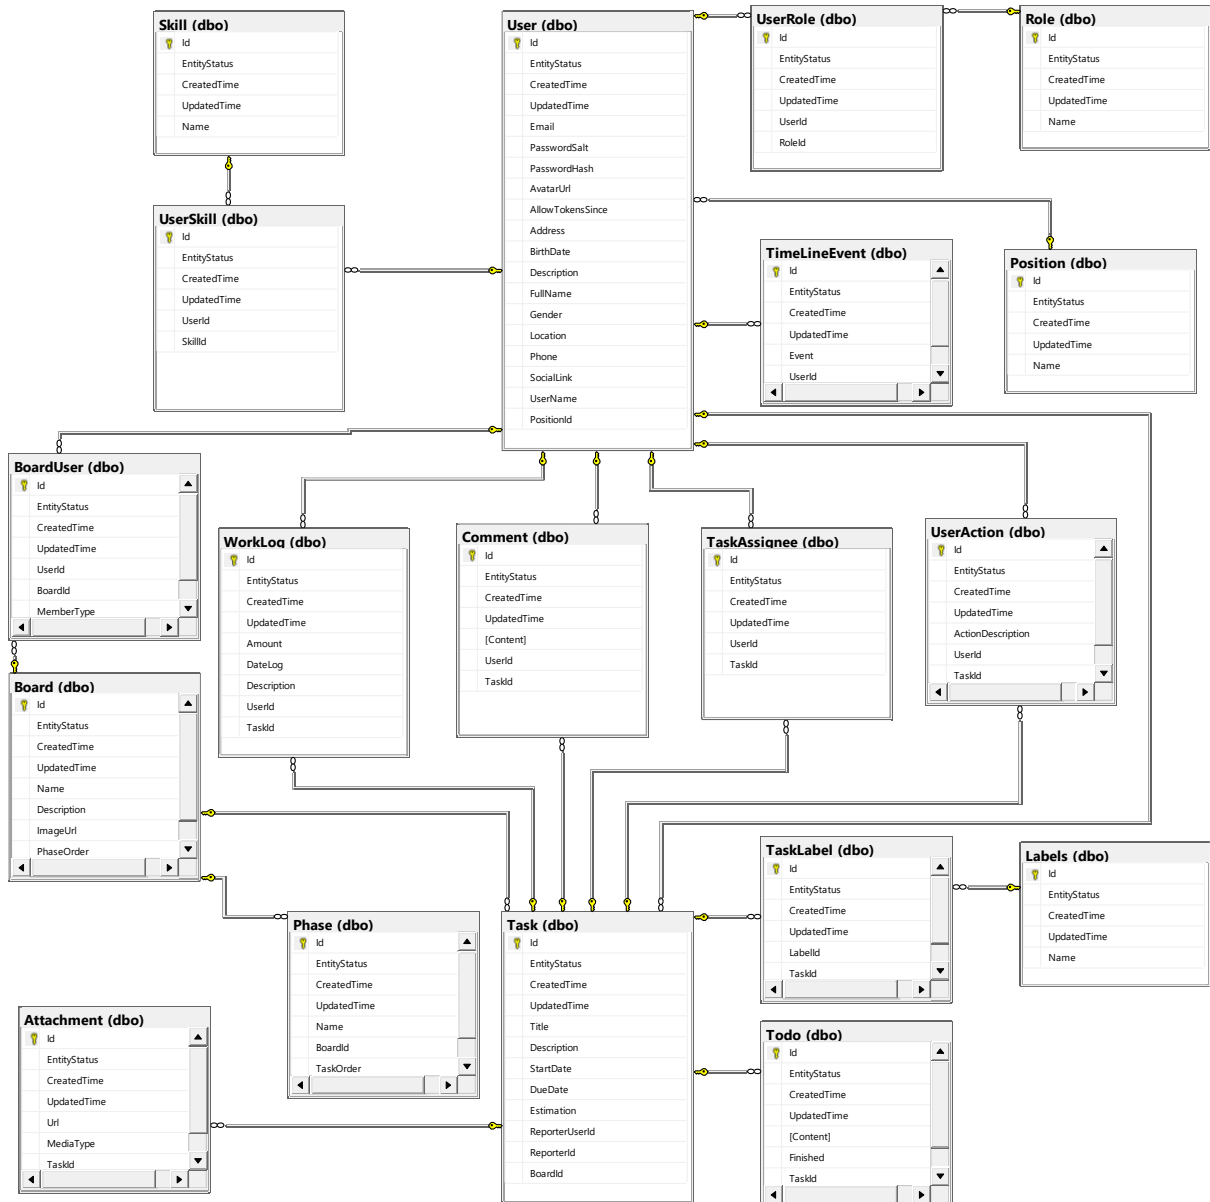 Skill (dbo)
Id
EntityStatus
CreatedTime
UpdatedTime
Name
User (dbo)
Id
EntityStatus
CreatedTime
UpdatedTime
Email
PasswordSalt
PasswordHash
AvatarUrl
AllowTokensSince
Address
BirthDate
Description
FullName
Gender
Location
Phone
SocialLink
UserName
PositionId
UserRole (dbo)
Id
EntityStatus
CreatedTime
UpdatedTime
UserId
RoleId
Role (dbo)
Id
EntityStatus
CreatedTime
UpdatedTime
Name
UserSkill (dbo)
Id
EntityStatus
CreatedTime
UpdatedTime
UserId
SkillId
TimeLineEvent (dbo)
Id
EntityStatus
CreatedTime
UpdatedTime
Event
UserId
Position (dbo)
Id
EntityStatus
CreatedTime
UpdatedTime
Name
BoardUser (dbo)
Id
EntityStatus
CreatedTime
UpdatedTime
UserId
BoardId
MemberType
WorkLog (dbo)
Id
EntityStatus
CreatedTime
UpdatedTime
Amount
DateLog
Description
UserId
TaskId
Comment (dbo)
Id
EntityStatus
CreatedTime
UpdatedTime
[Content]
UserId
TaskId
TaskAssignee (dbo)
Id
EntityStatus
CreatedTime
UpdatedTime
UserId
TaskId
UserAction (dbo)
Id
EntityStatus
CreatedTime
UpdatedTime
ActionDescription
UserId
TaskId
Board (dbo)
Id
EntityStatus
CreatedTime
UpdatedTime
Name
Description
ImageUrl
PhaseOrder
TaskLabel (dbo)
Id
EntityStatus
CreatedTime
UpdatedTime
LabelId
TaskId
Labels (dbo)
Id
EntityStatus
CreatedTime
UpdatedTime
Name
Phase (dbo)
Id
EntityStatus
CreatedTime
UpdatedTime
Name
BoardId
TaskOrder
Task (dbo)
Id
EntityStatus
CreatedTime
UpdatedTime
Title
Description
StartDate
DueDate
Estimation
ReporterUserId
ReporterId
BoardId
Attachment (dbo)
Id
EntityStatus
CreatedTime
UpdatedTime
Url
MediaType
TaskId
Todo (dbo)
Id
EntityStatus
CreatedTime
UpdatedTime
[Content]
Finished
TaskId